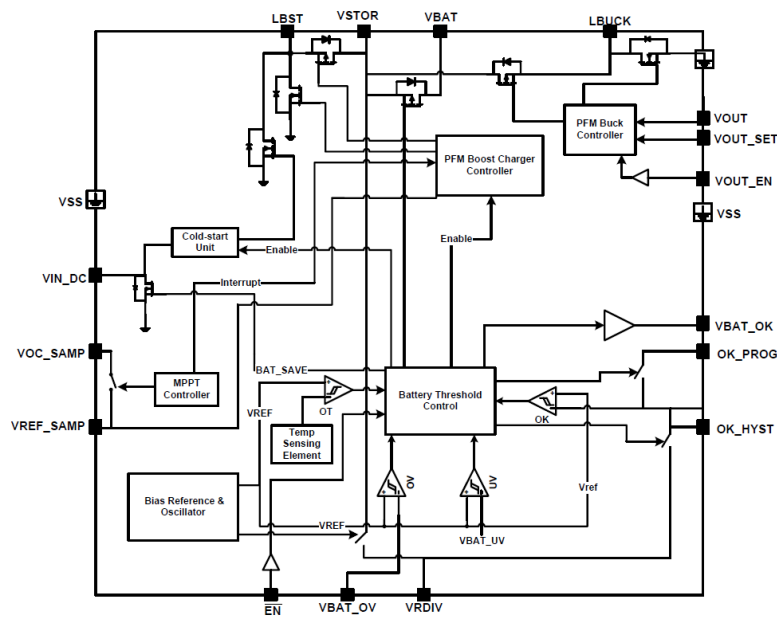 LBST
VSTOR
VBAT
LBUCK
PFM Buck
Controller
VOUT
VOUT_SET
VOUT_EN
PFM Boost Charger
Controller
VSS
VSS
Cold-start
Unit
Enable
Enable
VIN_DC
Interrupt
VBAT_OK
VOC_SAMP
OK_PROG
BAT_SAVE
MPPT
Controller
+
-
OT
Battery Threshold
Control
+
-
OK
VREF
VREF_SAMP
Temp
Sensing
Element
OK_HYST
Bias Reference &
Oscillator
+
-
OV
+
-
UV
Vref
VREF
VBAT_UV
EN
VBAT_OV
VRDIV